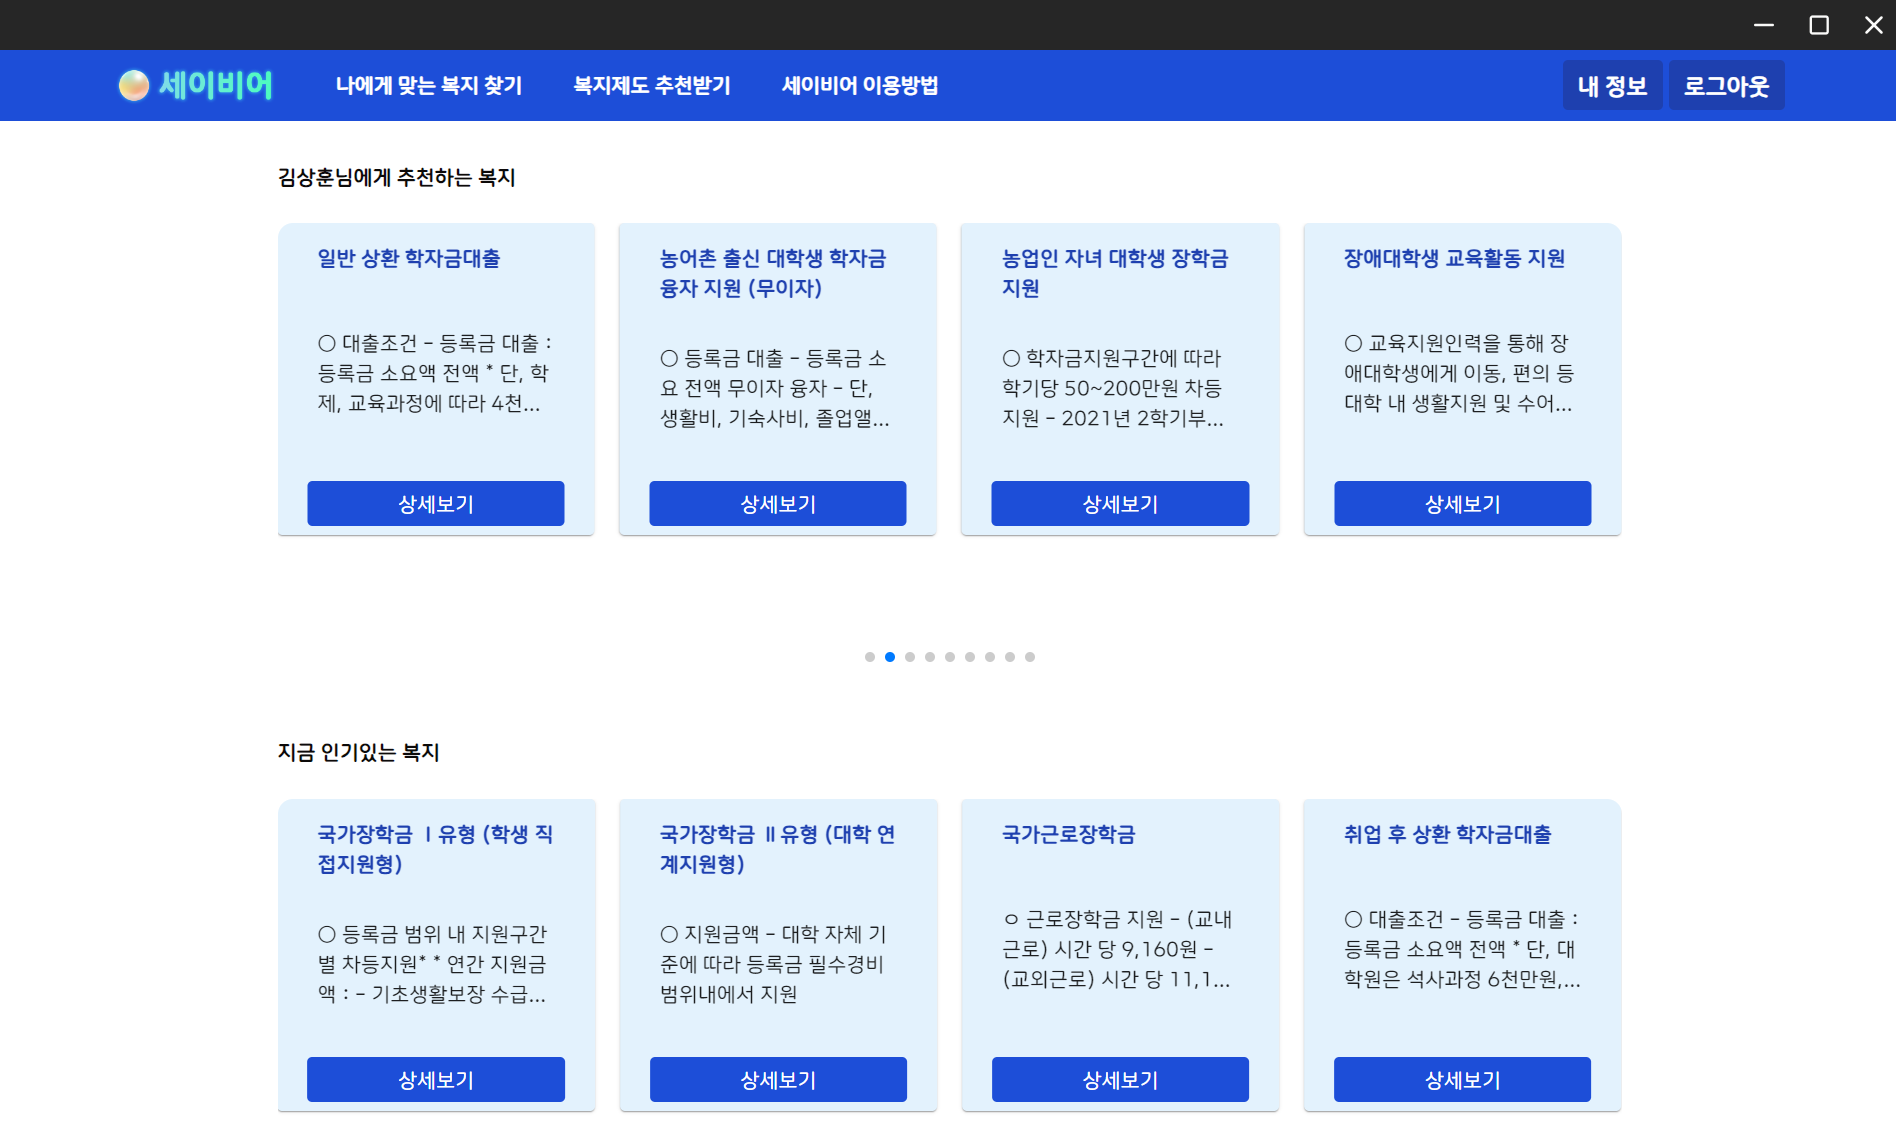 세이비어
나에게 맞는 복지 찾기
복지제도 추천받기
세이비어 이용방법
내 정보
로그아웃
김상훈님에게 추천하는 복지
일반 상환 학자금대출
○ 대출조건 - 등록금 대출 :
등록금 소요액 전액 * 단, 학
제, 교육과정에 따라 4천...
상세보기
농어촌 출신 대학생 학자금
융자 지원 (무이자)
○ 등록금 대출 - 등록금 소
요 전액 무이자 융자 - 단,
생활비, 기숙사비, 졸업앨...
상세보기
농업인 자녀 대학생 장학금
지원
○ 학자금지원구간에 따라
학기당 50~200만원 차등
지원 - 2021년 2학기부...
상세보기
장애대학생 교육활동 지원
○ 교육지원인력을 통해 장
애대학생에게 이동, 편의 등
대학 내 생활지원 및 수어...
상세보기
지금 인기있는 복지
국가장학금 Ⅰ유형 (학생 직
접지원형)
○ 등록금 범위 내 지원구간
별 차등지원* * 연간 지원금
액 : - 기초생활보장 수급...
상세보기
국가장학금 Ⅱ유형 (대학 연
계지원형)
○ 지원금액 - 대학 자체 기
준에 따라 등록금 필수경비
범위내에서 지원
상세보기
국가근로장학금
ㅇ 근로장학금 지원 - (교내
근로) 시간 당 9,160원 -
(교외근로) 시간 당 11,1...
상세보기
취업 후 상환 학자금대출
○ 대출조건 - 등록금 대출 :
등록금 소요액 전액 * 단, 대
학원은 석사과정 6천만원,...
상세보기